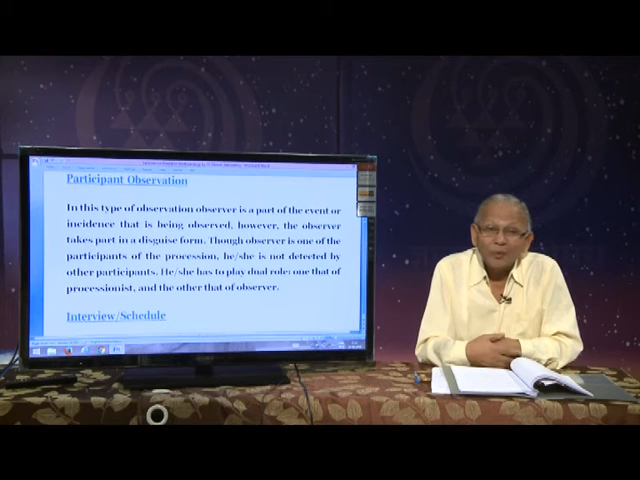 Participant Observation
In this type of observation observer is a part of the event or
incidence that is being observed, however, the observer
takes part in a disguise form. Though observer is one of the
participants of the procession, he/she is not detected by
other participants. He/she has to play dual role: one that of
processionist, and the other that of observer.
Interview/Schedule